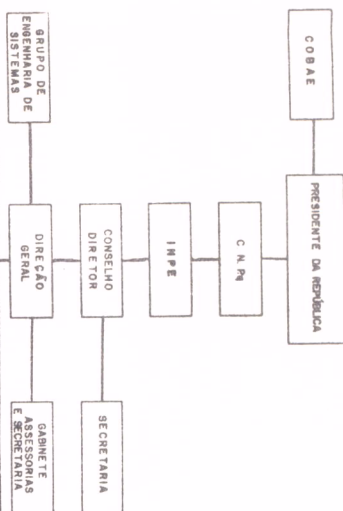 COBAE
PRESIDENTE DA REPÚBLICA
C N Pq
INPE
CONSELHO
DIRETOR
SECRETARIA
GRUPO DE
ENGENHARIA DE
SISTEMAS
DIREÇÃO
GERAL
GABINETE
ASSESSORIAS
E SECRETARIA